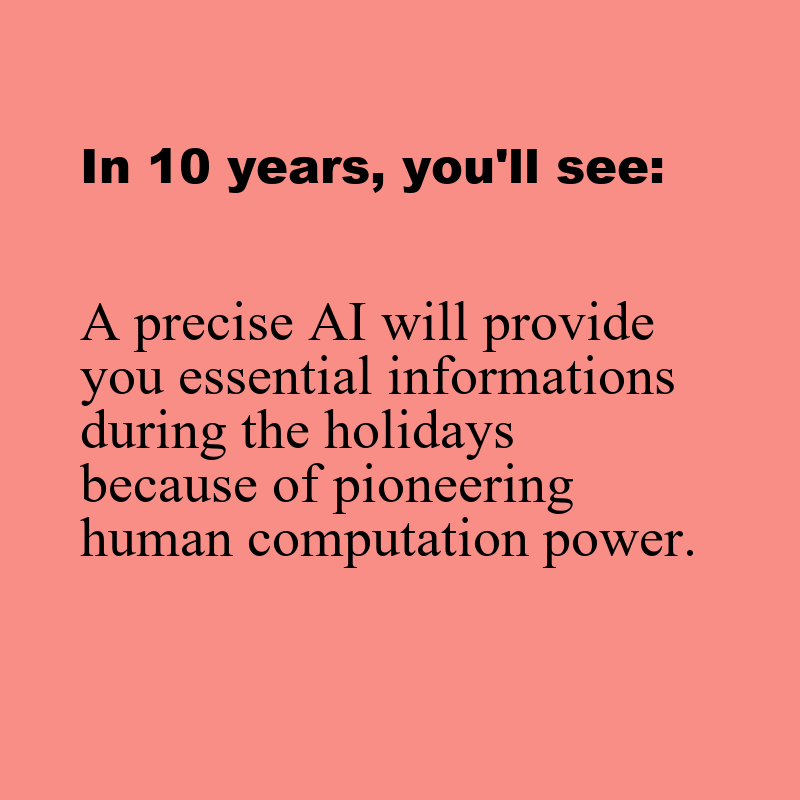 In 10 years, you'll see:
A precise AI will provide
you essential informations
during the holidays
because of pioneering
human computation power.